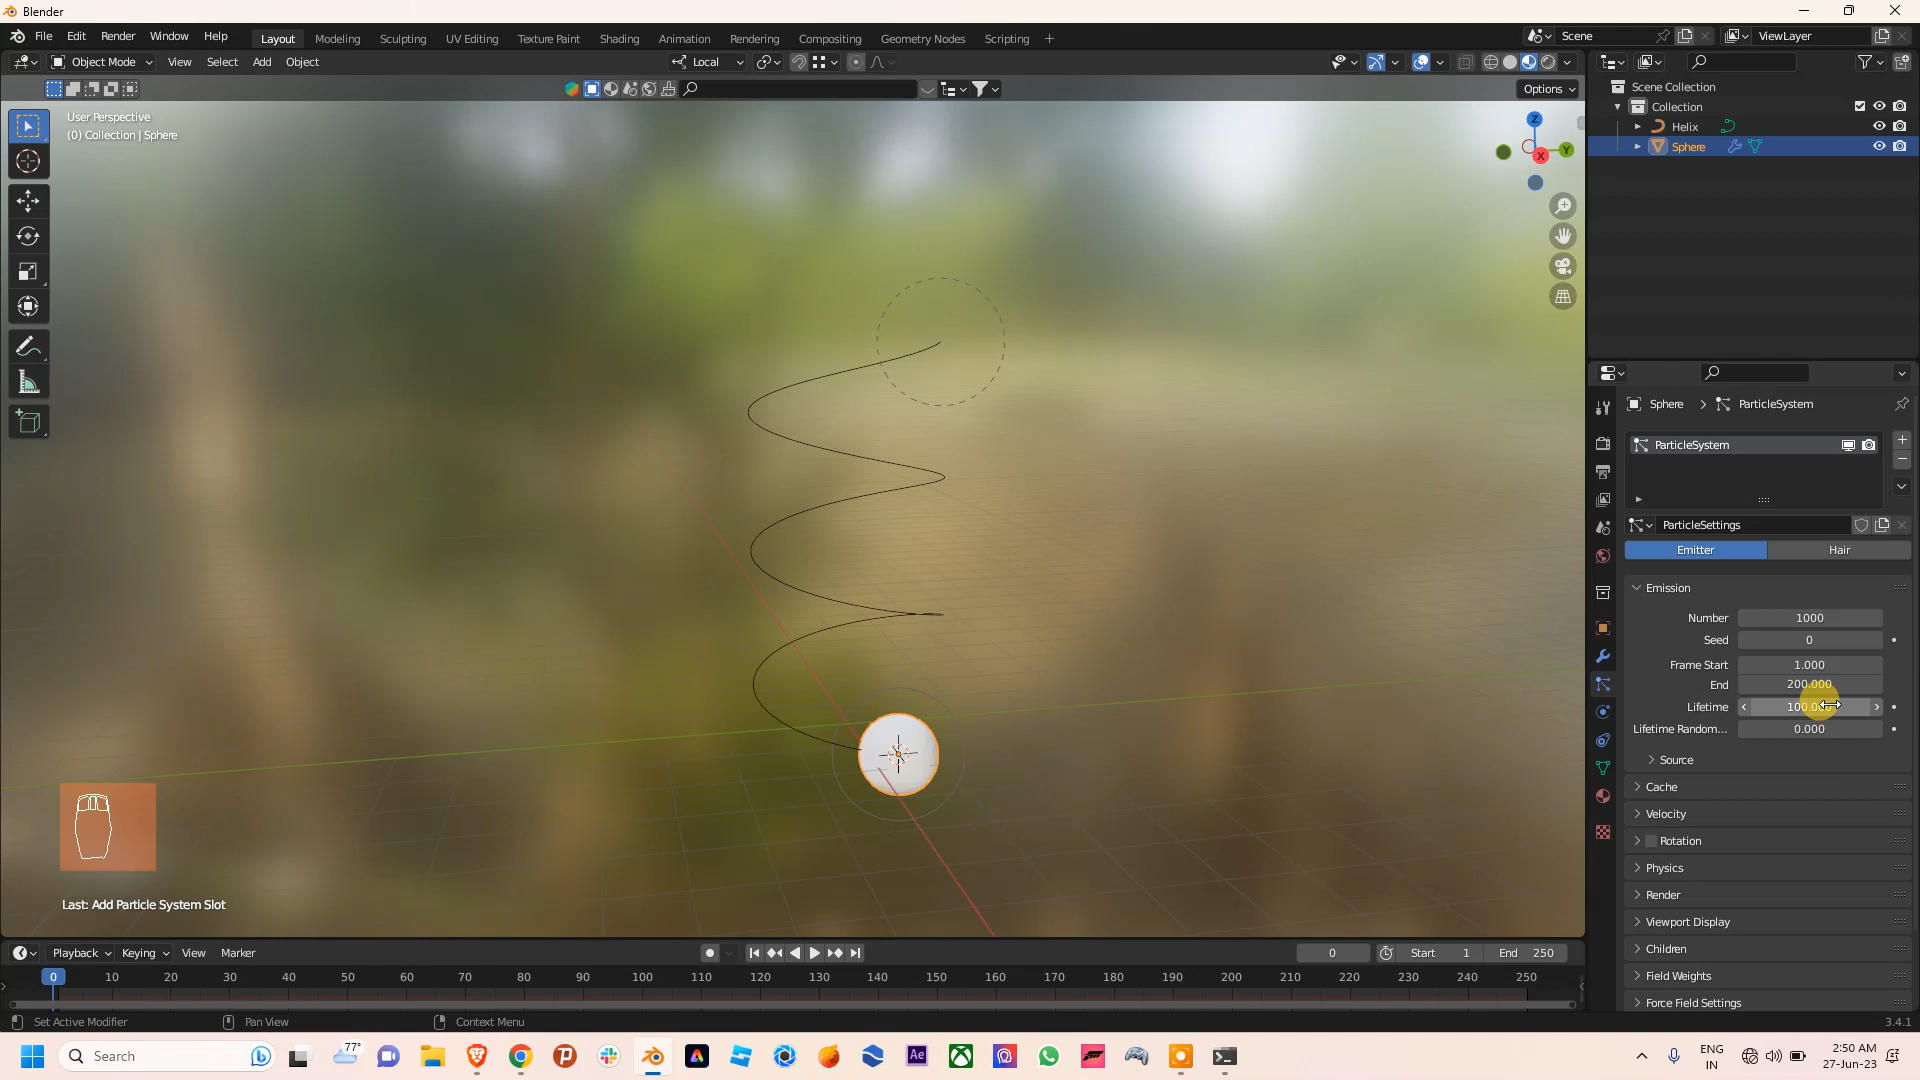 Blender
File Edit Render Window Help
Layout Modeling Sculpting UV Editing Texture Paint Shading Animation Rendering Compositing Geometry Nodes Scripting
Scene
ViewLayer
Object Mode View Select Add Object
Local
Options
User Perspective
(0) Collection | Sphere
Z
Y
X
Scene Collection
Collection
Helix
Sphere
Sphere ParticleSystem
ParticleSystem
ParticleSettings
Emitter Hair
Emission
Number 1000
Seed 0
Frame Start 1.000
End 200.000
Lifetime
Lifetime Random... 0.000
Source
Cache
Velocity
Rotation
Physics
Render
Viewport Display
Children
Field Weights
Force Field Settings
Last: Add Particle System Slot
Playback Keying View Marker
0 Start 1 End 250
0 10 20 30 40 50 60 70 80 90 100 110 120 130 140 150 160 170 180 190 200 210 220 230 240 250
Set Active Modifier Pan View Context Menu
3.4.1
Search
77°
Ae
ENG
IN
2:50 AM
27-Jun-23